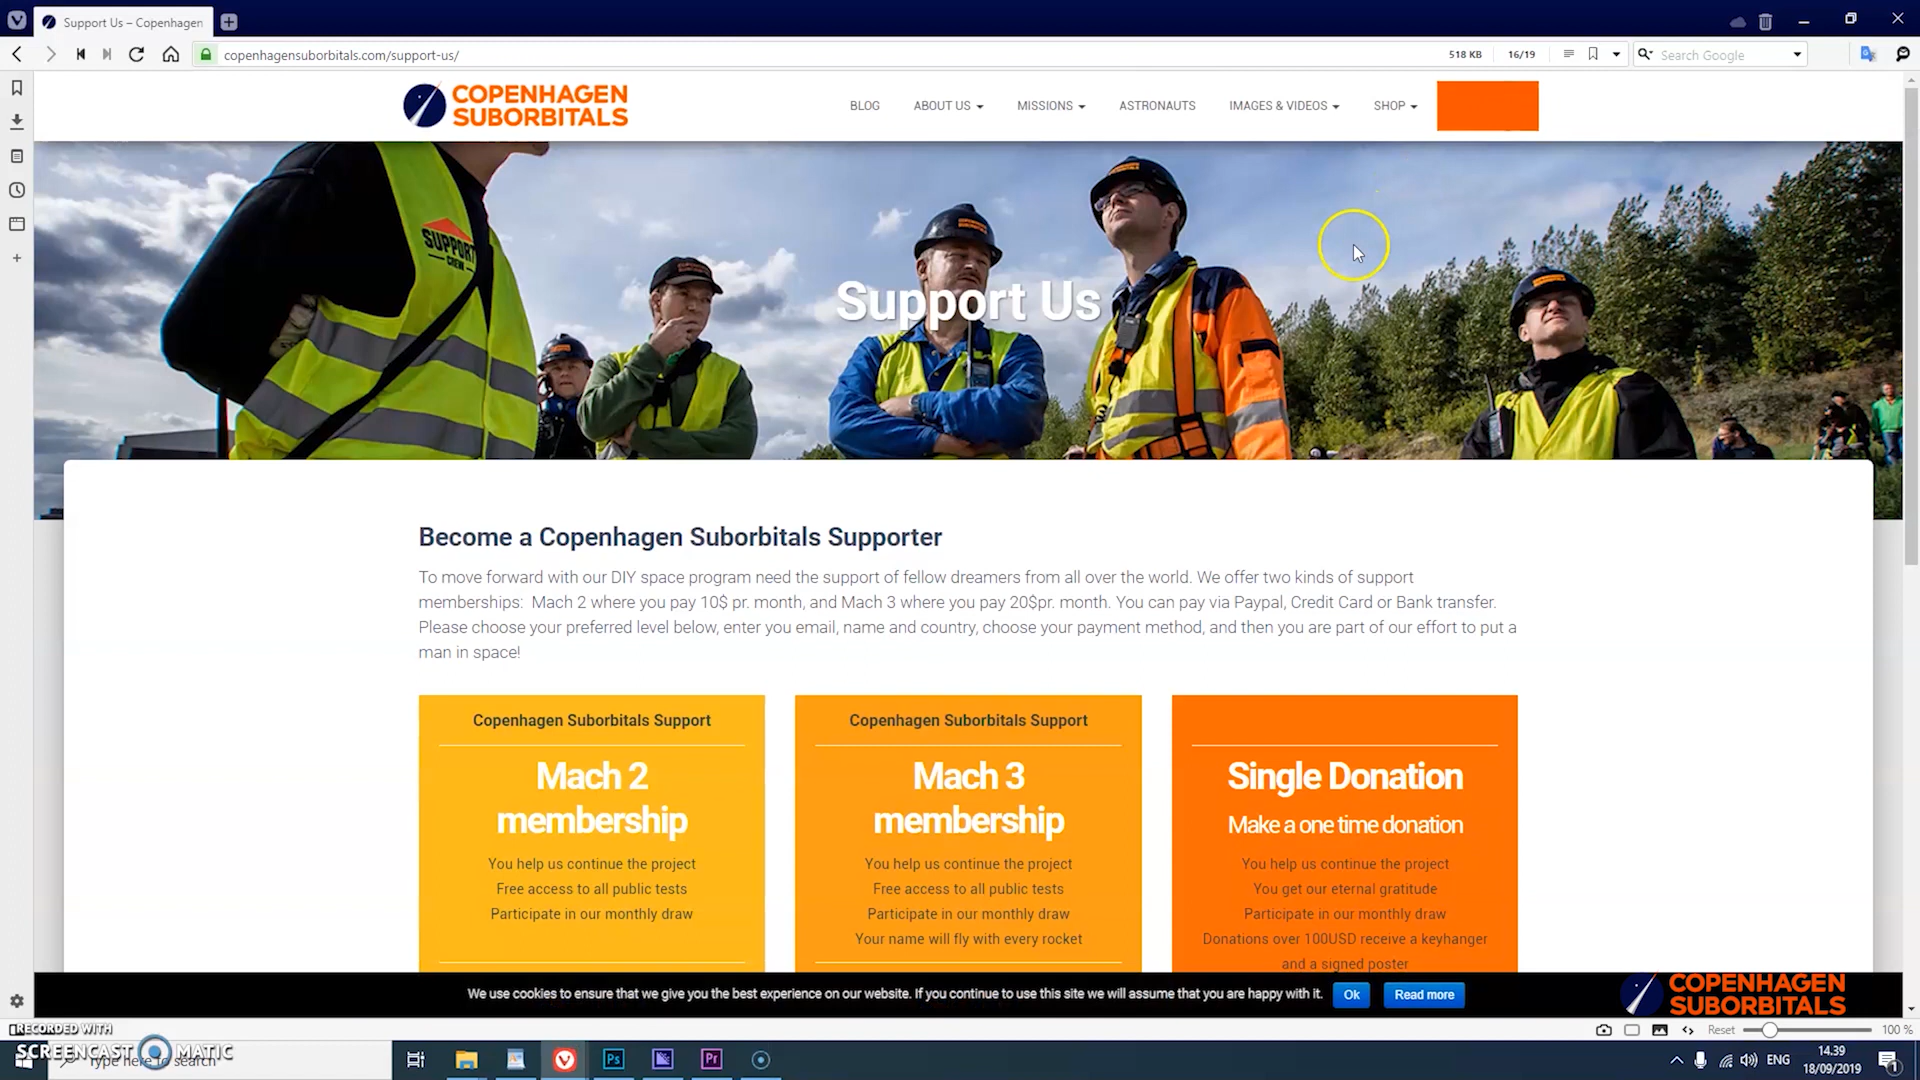 Support Us – Copenhagen
copenhagensuborbitals.com/support-us/
518 KB
16/19
Search Google
COPENHAGEN
SUBORBITALS
BLOG
ABOUT US
MISSIONS
ASTRONAUTS
IMAGES & VIDEOS
SHOP
SUPPORT
CREW
Support Us
Become a Copenhagen Suborbitals Supporter
To move forward with our DIY space program need the support of fellow dreamers from all over the world. We offer two kinds of support
memberships: Mach 2 where you pay 10$ pr. month, and Mach 3 where you pay 20$pr. month. You can pay via Paypal, Credit Card or Bank transfer.
Please choose your preferred level below, enter you email, name and country, choose your payment method, and then you are part of our effort to put a
man in space!
Copenhagen Suborbitals Support
Mach 2
membership
You help us continue the project
Free access to all public tests
Participate in our monthly draw
Copenhagen Suborbitals Support
Mach 3
membership
You help us continue the project
Free access to all public tests
Participate in our monthly draw
Your name will fly with every rocket
Single Donation
Make a one time donation
You help us continue the project
You get our eternal gratitude
Participate in our monthly draw
Donations over 100USD receive a keyhanger
and a signed poster
We use cookies to ensure that we give you the best experience on our website. If you continue to use this site we will assume that you are happy with it.
Ok
Read more
COPENHAGEN
SUBORBITALS
Reset
100 %
RECORDED WITH
SCREENCAST MATIC
Type here to search
Ps
Pr
ENG
14.39
18/09/2019
1